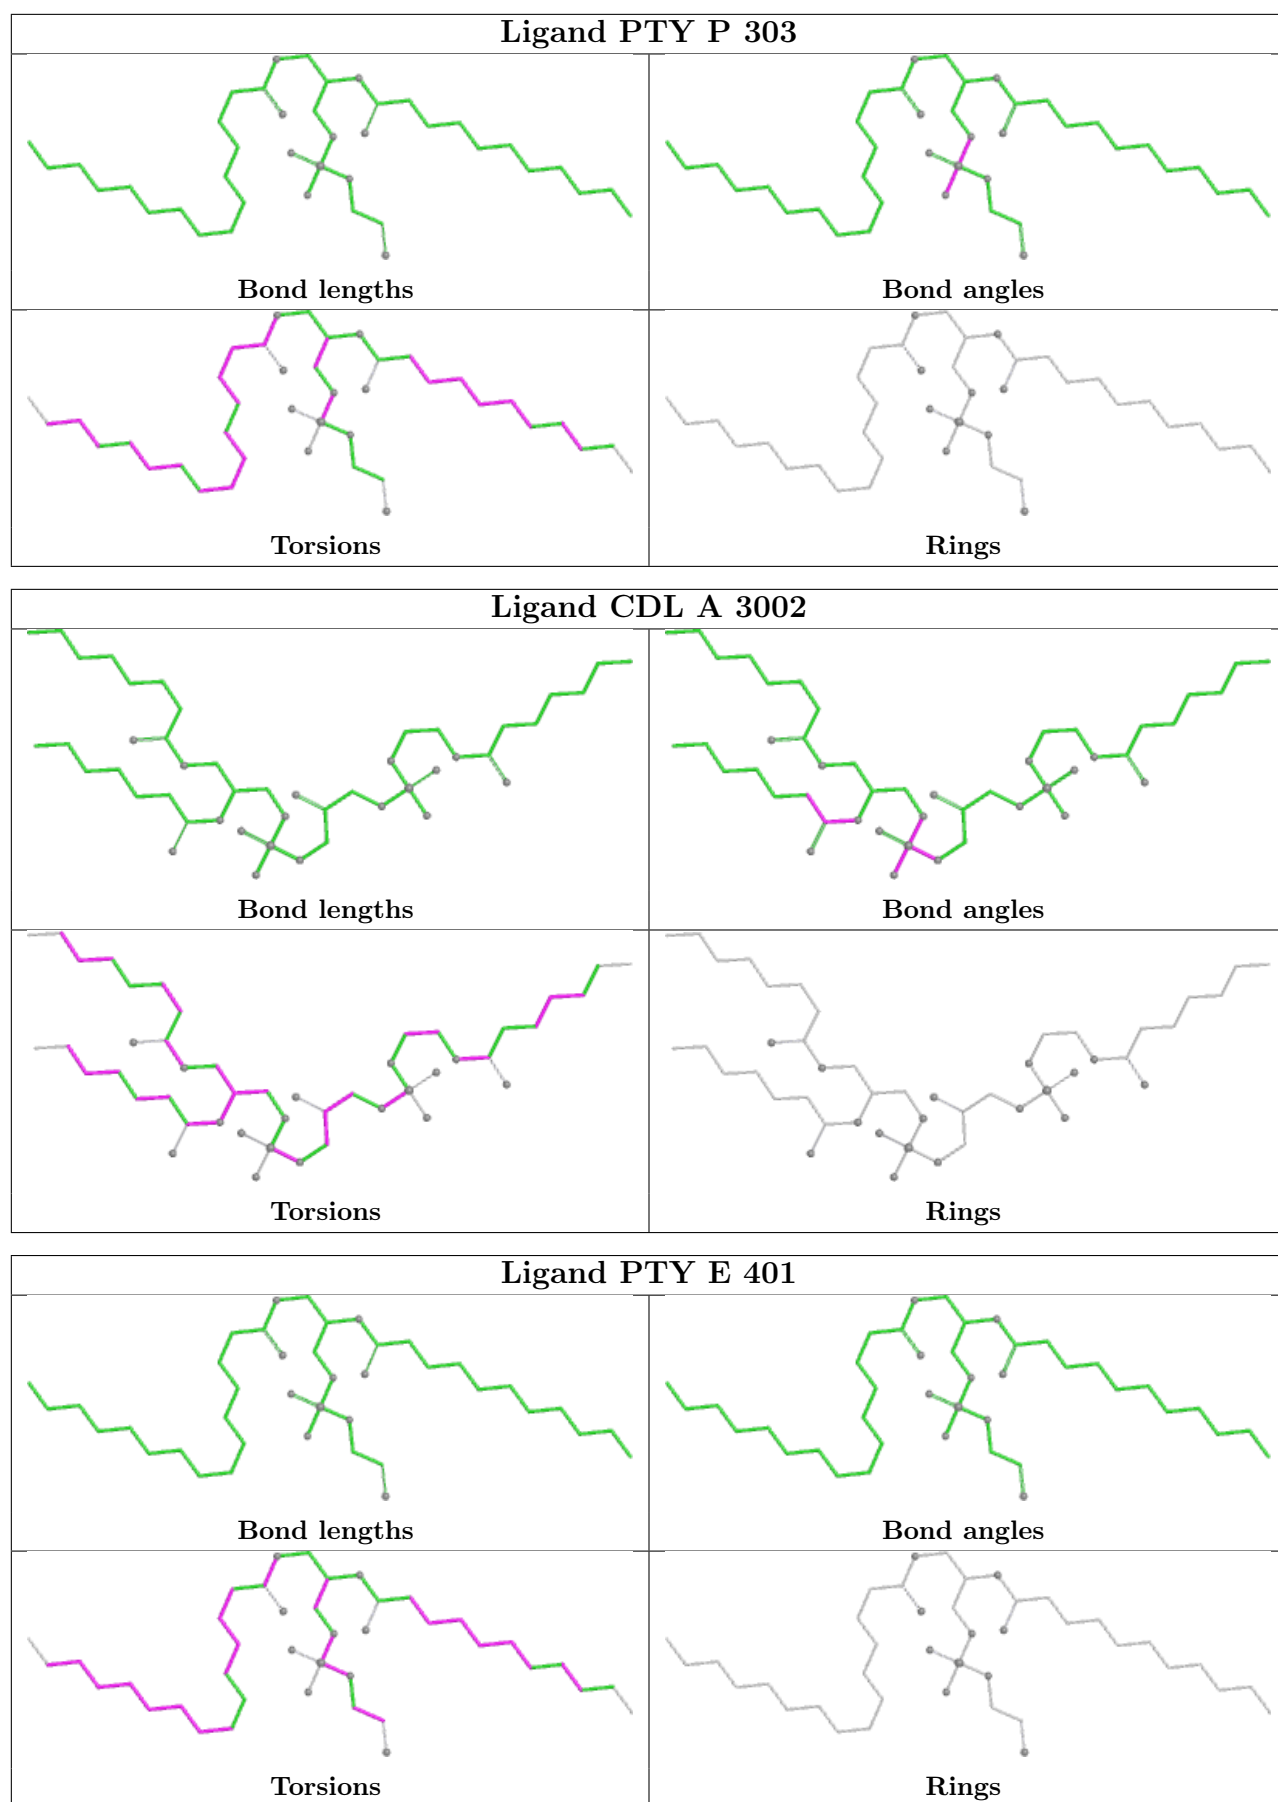 Ligand PTY P 303
Bond lengths
Bond angles
Torsions
Rings
Ligand CDL A 3002
Bond lengths
Bond angles
Torsions
Rings
Ligand PTY E 401
Bond lengths
Bond angles
Torsions
Rings